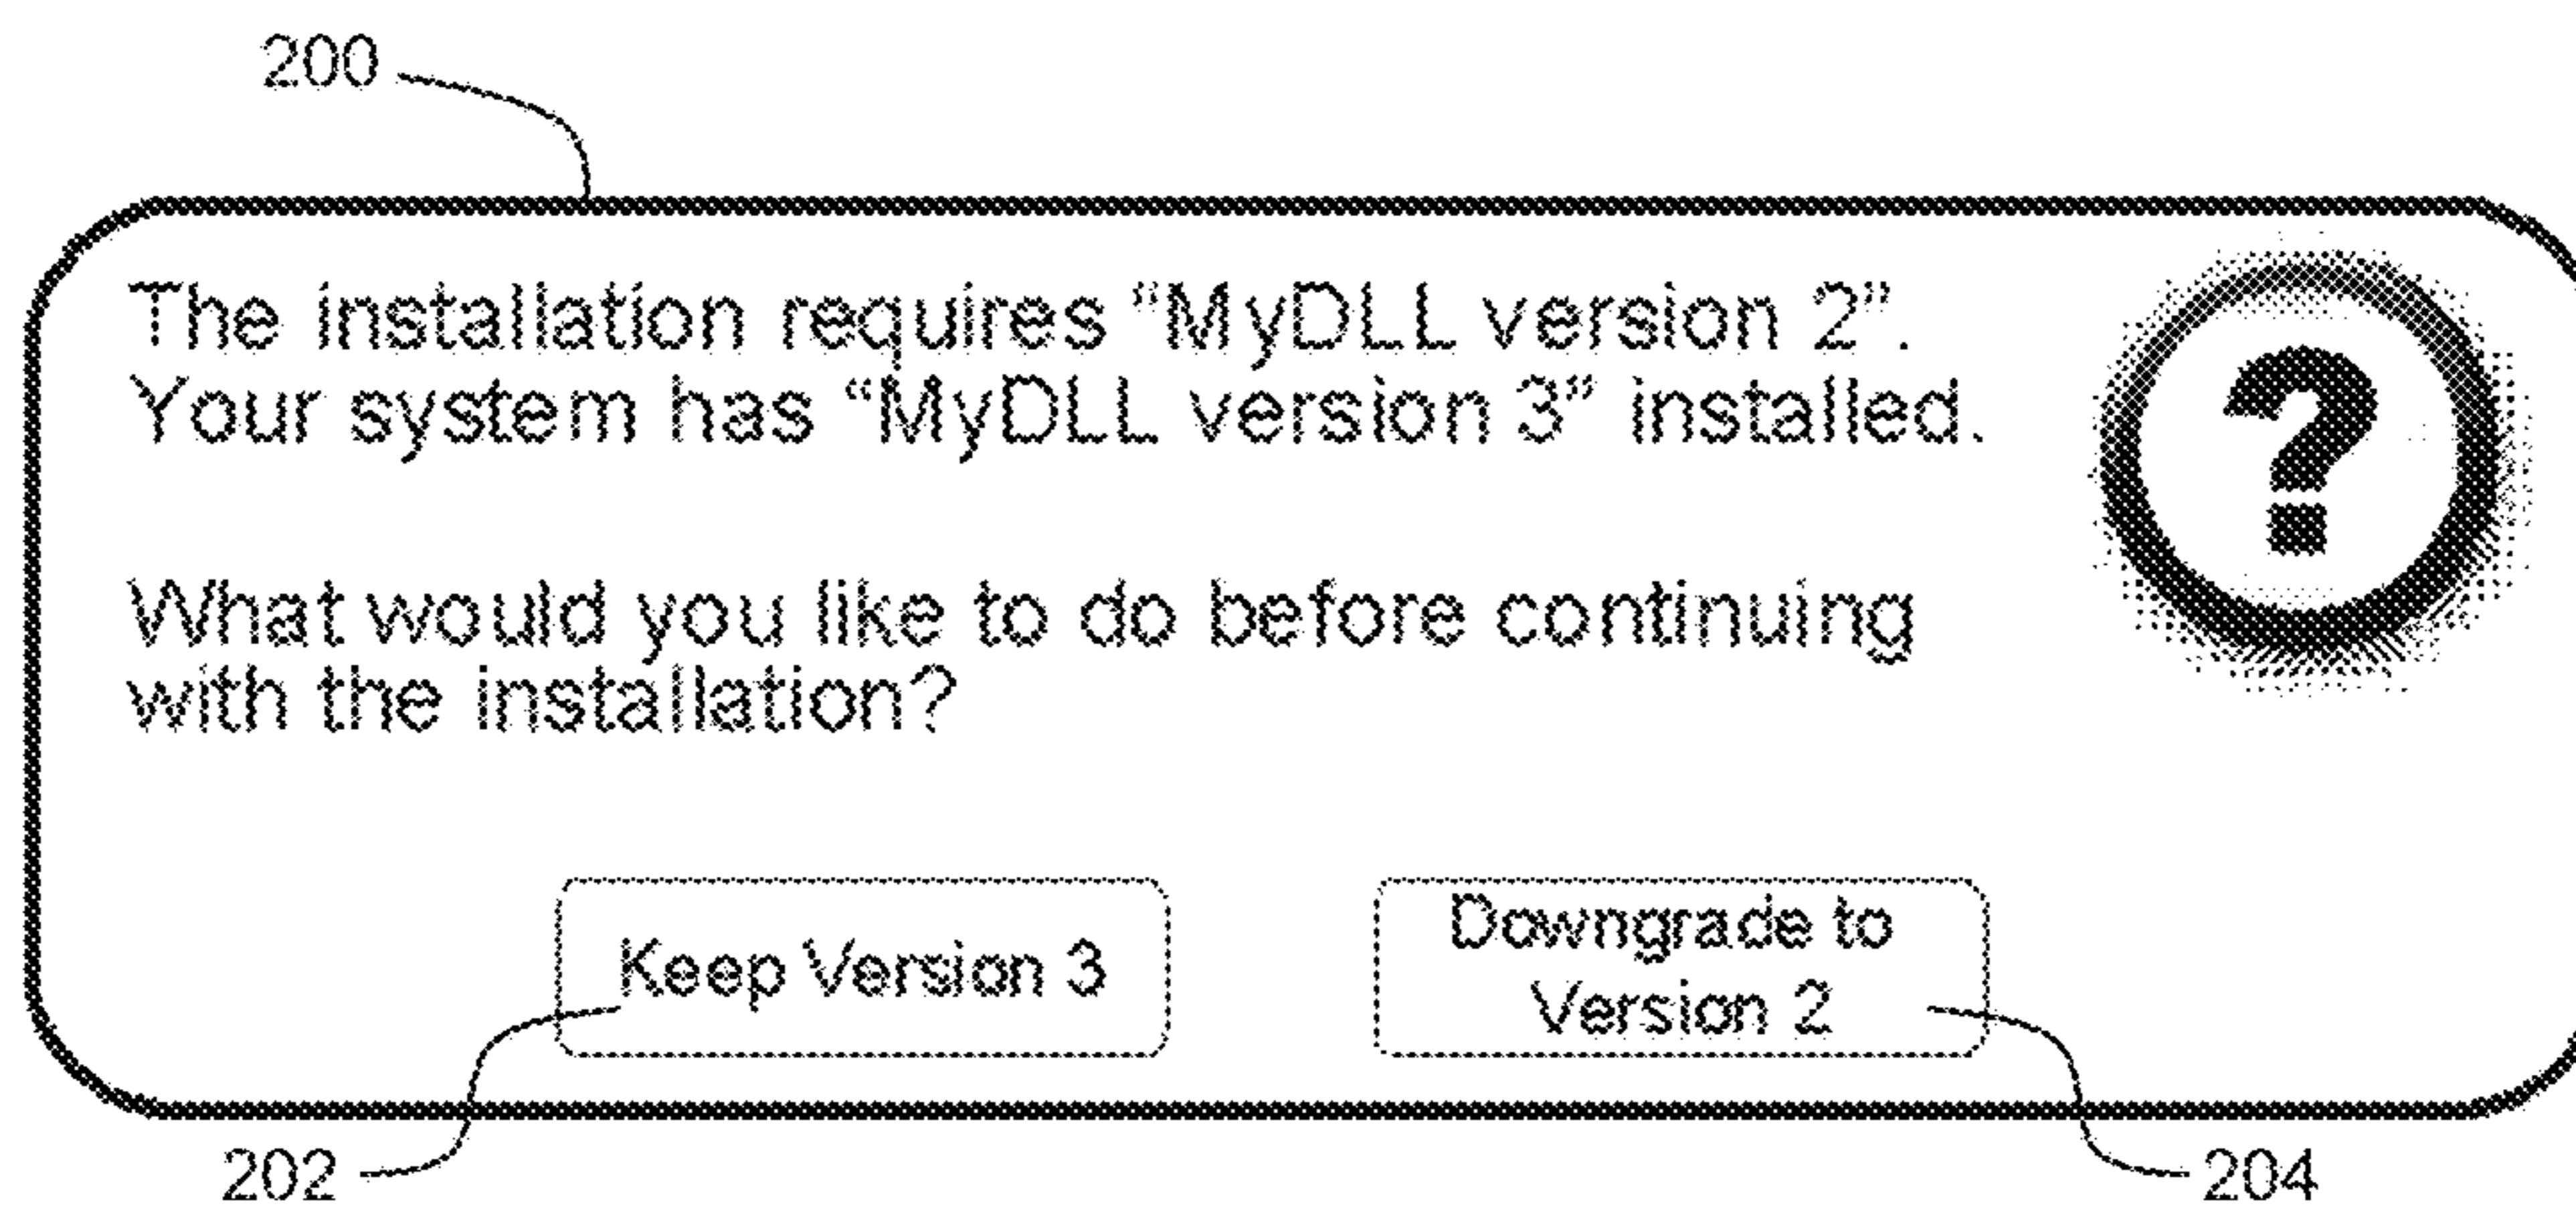 200
The installation requires “MyDLL version 2”.
Your system has “MyDLL version 3” installed.
?
What would you like to do before continuing
with the installation?
Keep Version 3
Downgrade to
Version 2
202
204